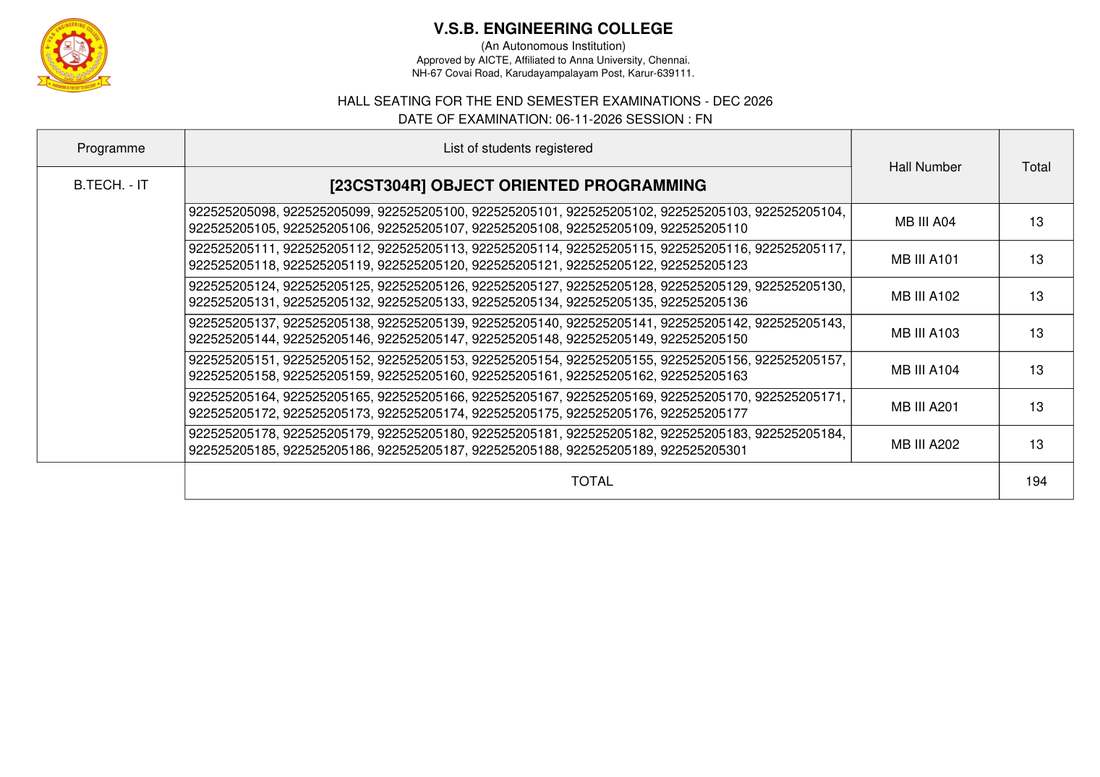 V.S.B. ENGINEERING COLLEGE
(An Autonomous Institution)
Approved by AICTE, Affiliated to Anna University, Chennai.
NH-67 Covai Road, Karudayampalayam Post, Karur-639111.
HALL SEATING FOR THE END SEMESTER EXAMINATIONS - DEC 2026
DATE OF EXAMINATION: 06-11-2026 SESSION : FN
Programme
List of students registered
Hall Number
Total
B.TECH. - IT
[23CST304R] OBJECT ORIENTED PROGRAMMING
922525205098, 922525205099, 922525205100, 922525205101, 922525205102, 922525205103, 922525205104,
922525205105, 922525205106, 922525205107, 922525205108, 922525205109, 922525205110
MB III A04
13
922525205111, 922525205112, 922525205113, 922525205114, 922525205115, 922525205116, 922525205117,
922525205118, 922525205119, 922525205120, 922525205121, 922525205122, 922525205123
MB III A101
13
922525205124, 922525205125, 922525205126, 922525205127, 922525205128, 922525205129, 922525205130,
922525205131, 922525205132, 922525205133, 922525205134, 922525205135, 922525205136
MB III A102
13
922525205137, 922525205138, 922525205139, 922525205140, 922525205141, 922525205142, 922525205143,
922525205144, 922525205146, 922525205147, 922525205148, 922525205149, 922525205150
MB III A103
13
922525205151, 922525205152, 922525205153, 922525205154, 922525205155, 922525205156, 922525205157,
922525205158, 922525205159, 922525205160, 922525205161, 922525205162, 922525205163
MB III A104
13
922525205164, 922525205165, 922525205166, 922525205167, 922525205169, 922525205170, 922525205171,
922525205172, 922525205173, 922525205174, 922525205175, 922525205176, 922525205177
MB III A201
13
922525205178, 922525205179, 922525205180, 922525205181, 922525205182, 922525205183, 922525205184,
922525205185, 922525205186, 922525205187, 922525205188, 922525205189, 922525205301
MB III A202
13
TOTAL
194